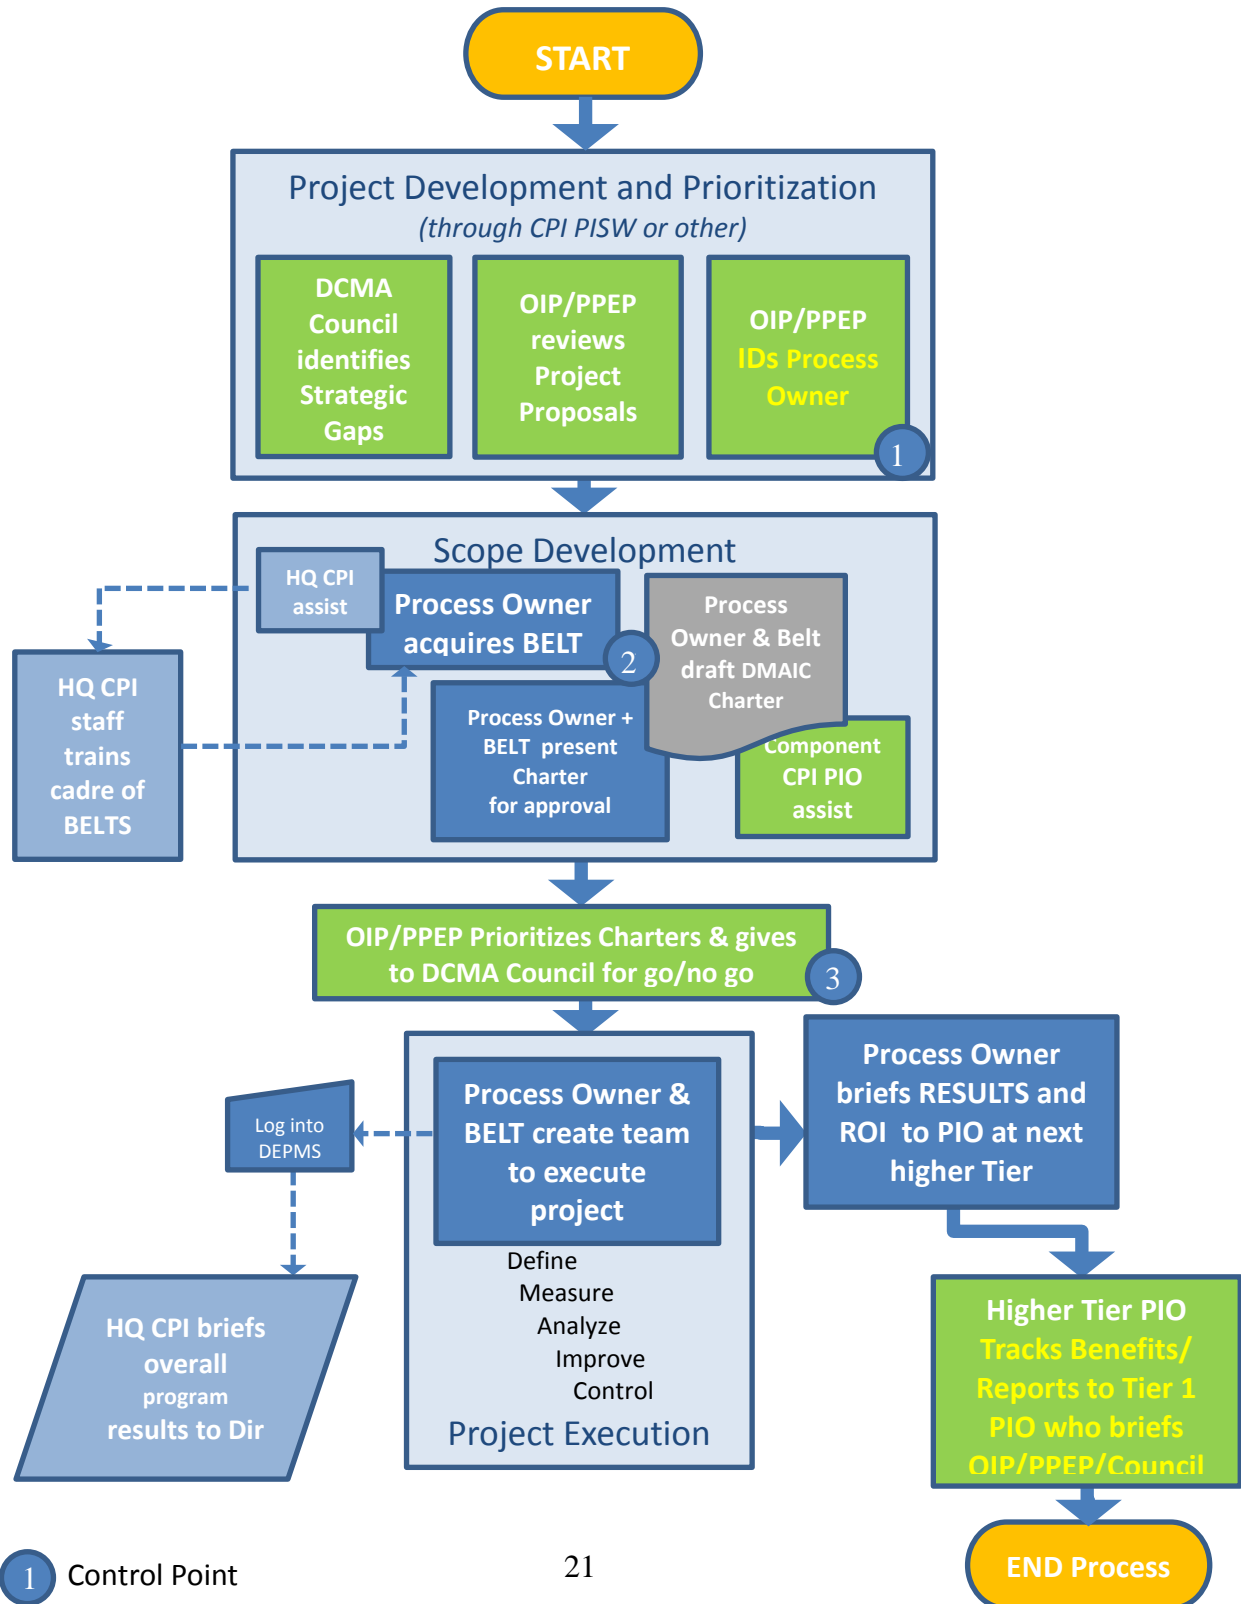 START
Project Development and Prioritization
(through CPI PISW or other)
DCMA
Council
identifies
Strategic
Gaps
OIP/PPEP
reviews
Project
Proposals
OIP/PPEP
IDs Process
Owner
1
Scope Development
HQ CPI
assist
Process Owner
acquires BELT
2
Process
Owner & Belt
draft DMAIC
Charter
HQ CPI
staff
trains
cadre of
BELTS
Process Owner +
BELT present
Charter
for approval
Component
CPI PIO
assist
OIP/PPEP Prioritizes Charters & gives
to DCMA Council for go/no go
3
Process Owner &
BELT create team
to execute
project
Define
Measure
Analyze
Improve
Control
Project Execution
Log into
DEPMS
HQ CPI briefs
overall
program
results to Dir
Process Owner
briefs RESULTS and
ROI to PIO at next
higher Tier
Higher Tier PIO
Tracks Benefits/
Reports to Tier 1
PIO who briefs
OIP/PPEP/Council
END Process
1 Control Point
21